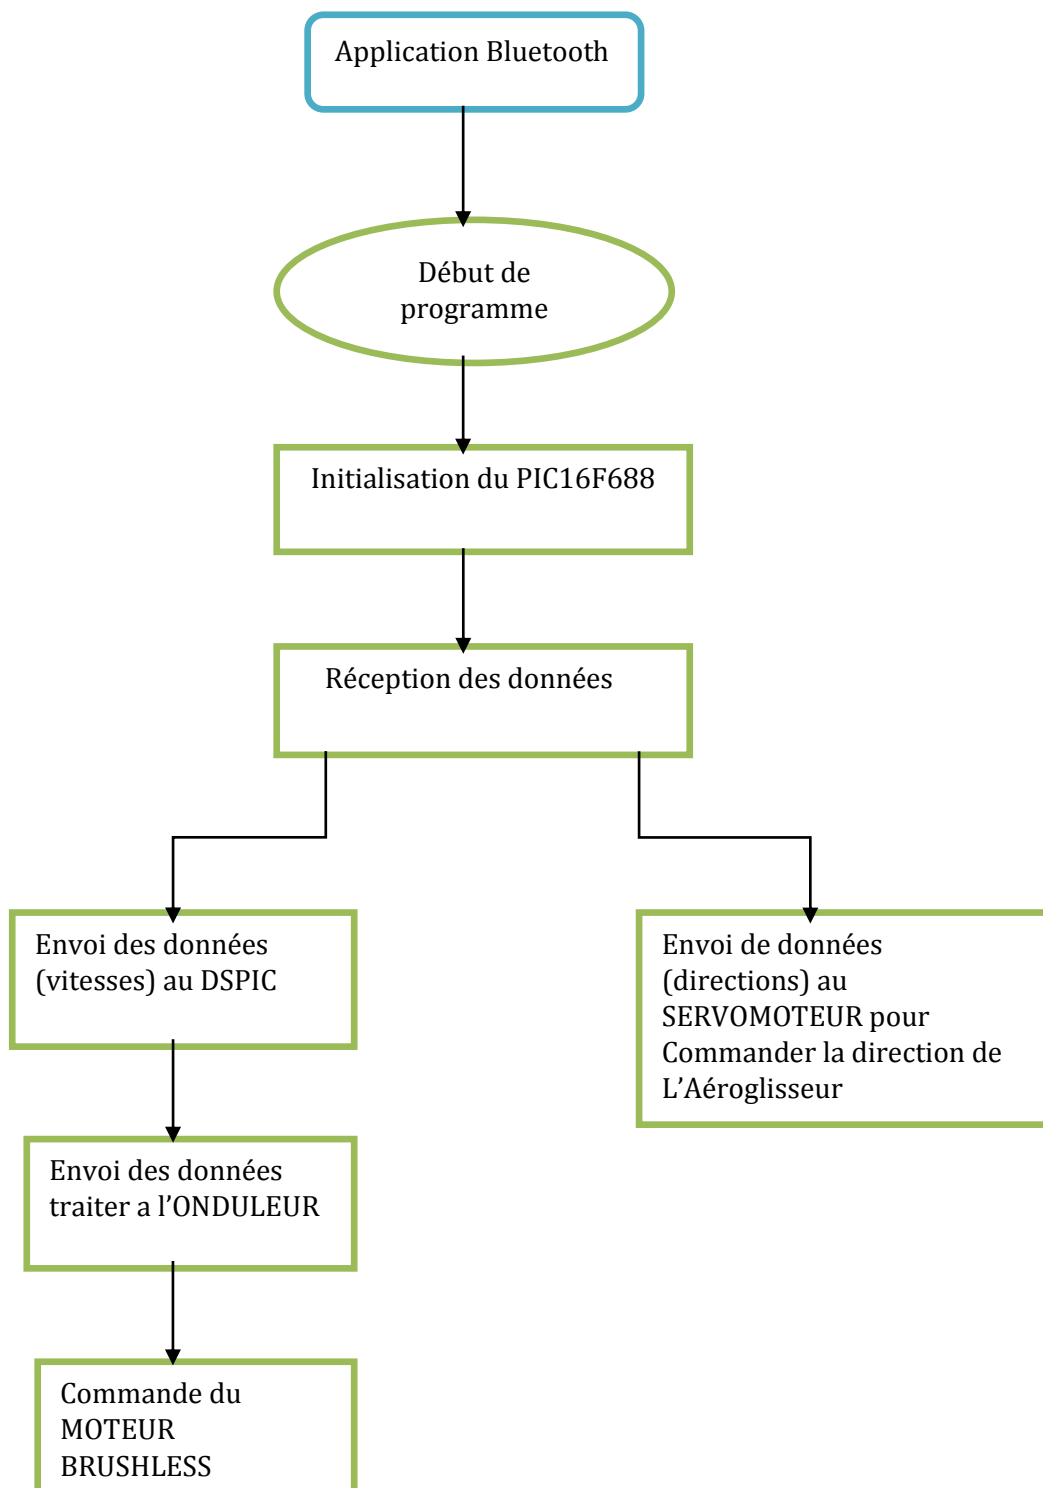 Application Bluetooth
Début de
programme
Initialisation du PIC16F688
Réception des données
Envoi des données
(vitesses) au DSPIC
Envoi de données
(directions) au
SERVOMOTEUR pour
Commander la direction de
L’Aéroglisseur
Envoi des données
traiter a l’ONDULEUR
Commande du
MOTEUR
BRUSHLESS